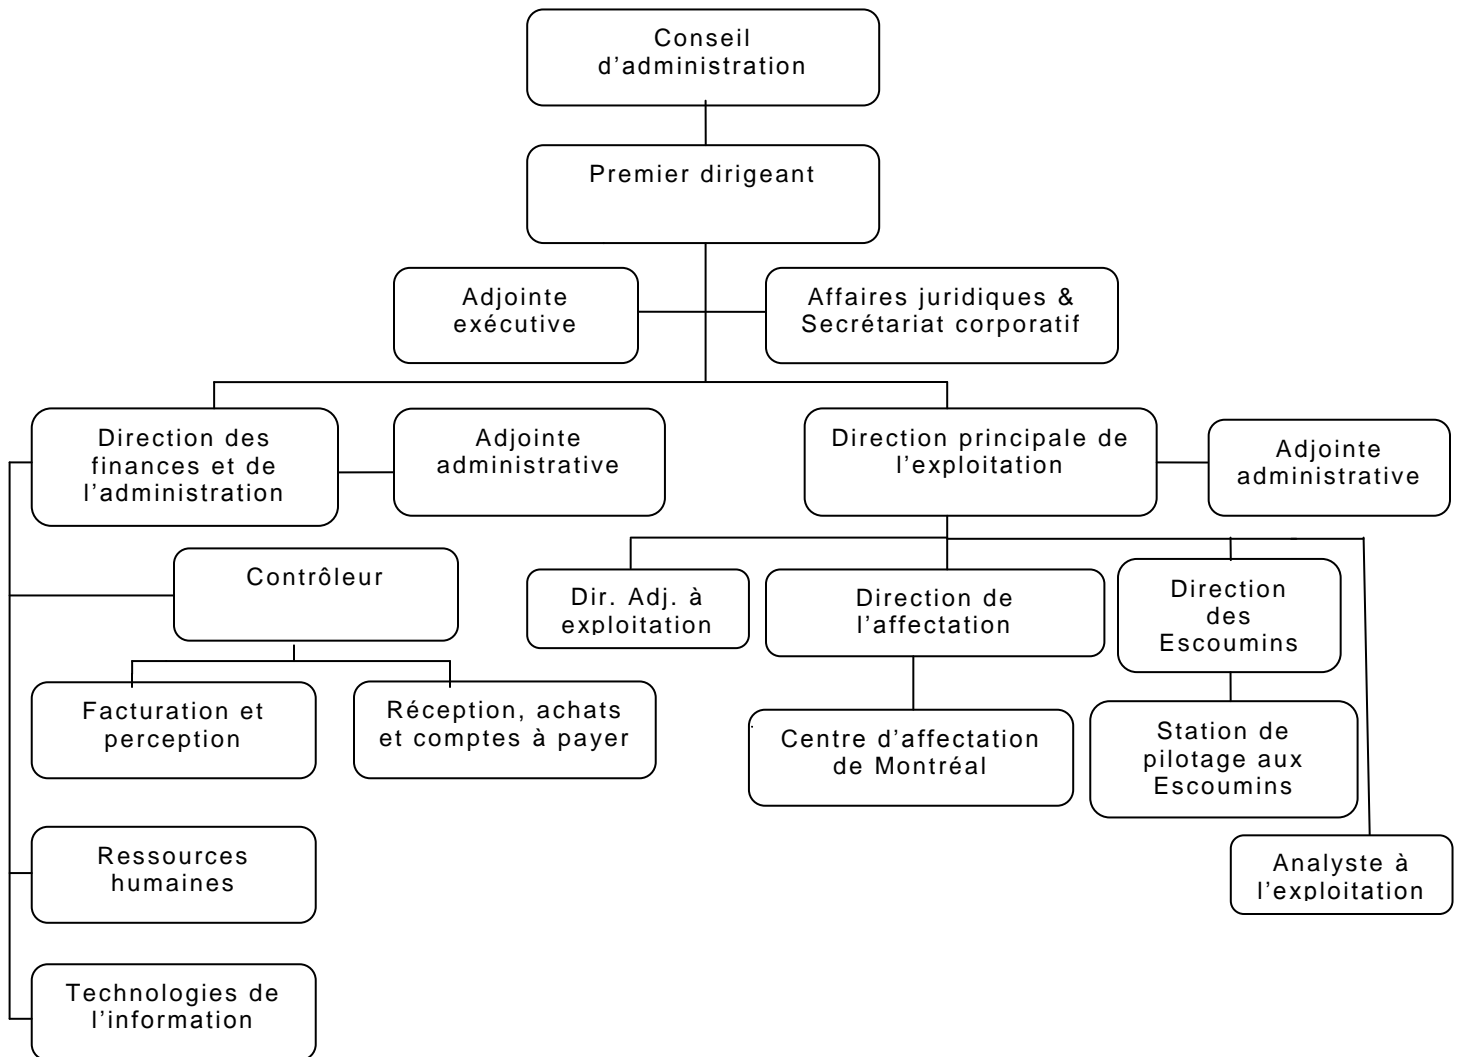 Conseil
d’administration
Premier dirigeant
Adjointe
exécutive
Affaires juridiques &
Secrétariat corporatif
Direction des
finances et de
l’administration
Adjointe
administrative
Direction principale de
l’exploitation
Adjointe
administrative
Contrôleur
Dir. Adj. à
exploitation
Direction de
l’affectation
Direction
des
Escoumins
Facturation et
perception
Réception, achats
et comptes à payer
Centre d’affectation
de Montréal
Station de
pilotage aux
Escoumins
Ressources
humaines
Analyste à
l’exploitation
Technologies de
l’information